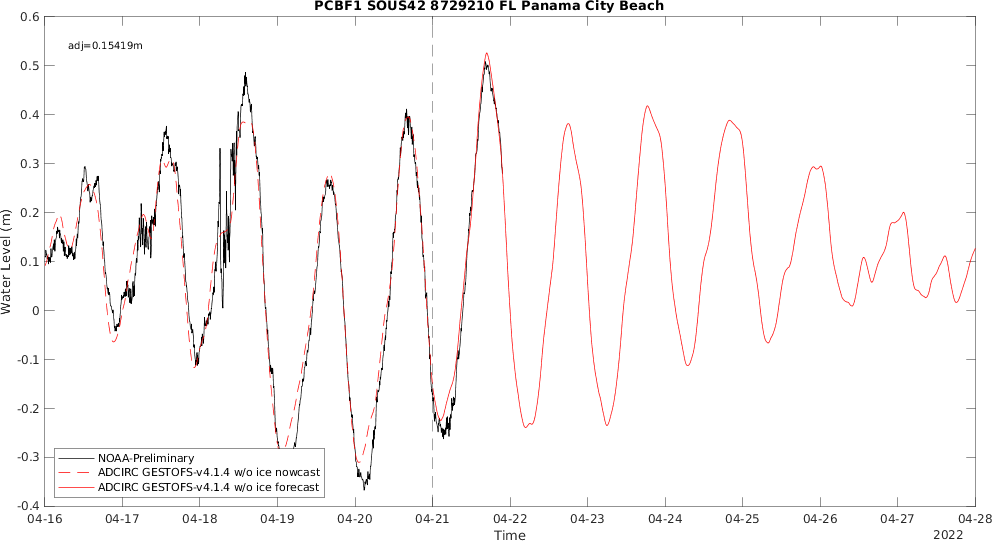 PCBF1 SOUS42 8729210 FL Panama City Beach
adj=0.15419m
0.6
0.5
0.4
0.3
0.2
0.1
0
-0.1
-0.2
-0.3
-0.4
Water Level (m)
NOAA-Preliminary
ADCIRC GESTOFS-v4.1.4 w/o ice nowcast
ADCIRC GESTOFS-v4.1.4 w/o ice forecast
04-16 04-17 04-18 04-19 04-20 04-21 04-22 04-23 04-24 04-25 04-26 04-27 04-28
Time
2022